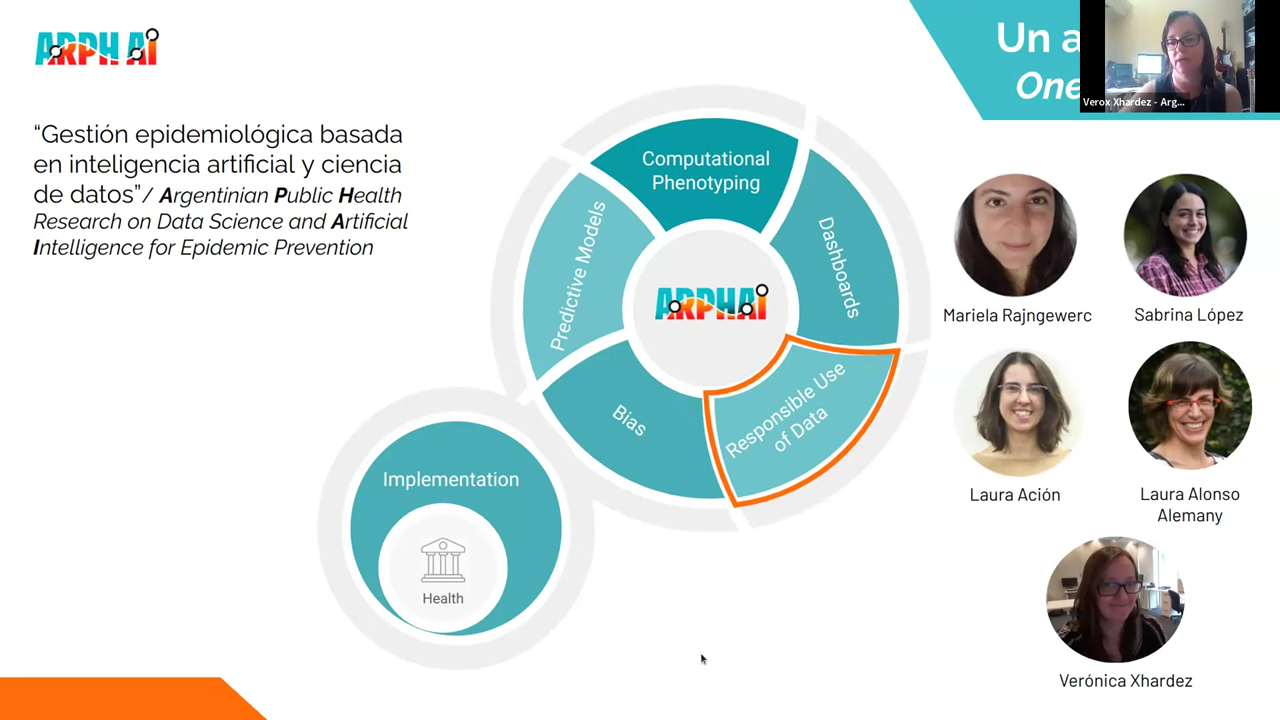 ARPH AI
Un a
One
Verox Xhardez - Arg...
“Gestión epidemiológica basada
en inteligencia artificial y ciencia
de datos”/ Argentinian Public Health
Research on Data Science and Artificial
Intelligence for Epidemic Prevention
Computational
Phenotyping
Predictive Models
Dashboards
ARPHAI
Responsible Use
of Data
Bias
Implementation
Health
Mariela Rajngewerc
Sabrina López
Laura Ación
Laura Alonso
Alemany
Verónica Xhardez